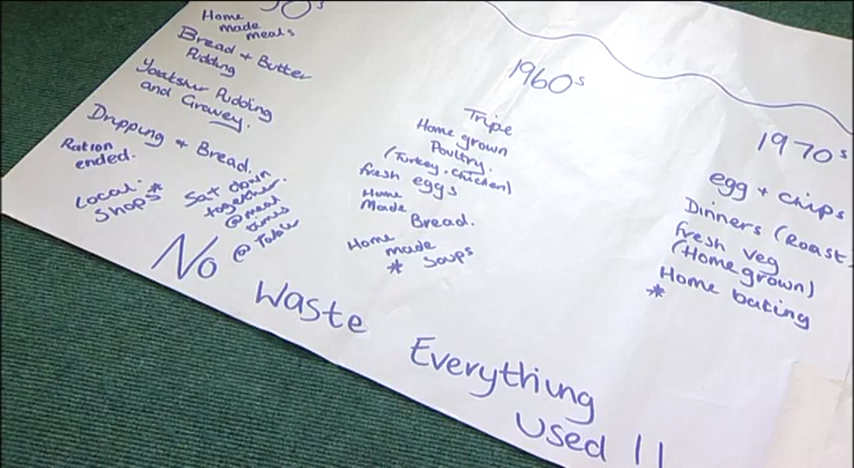 0s
Home
made
meals
Bread + Butter
Pudding
Yorkshur Pudding
and Gravey.
Dripping + Bread.
Ration
ended.
Local *
Shops
Sat down
together.
@ meal
times
@ Table
1960s
Tripe
Home grown
Poultry.
(Turkey, chicken)
fresh eggs
Home
Made
Bread.
Home
made
* Soups
1970s
egg + chips
Dinners (Roast
fresh veg
(Home grown)
Home baking
*
No Waste
Everything
Used !!